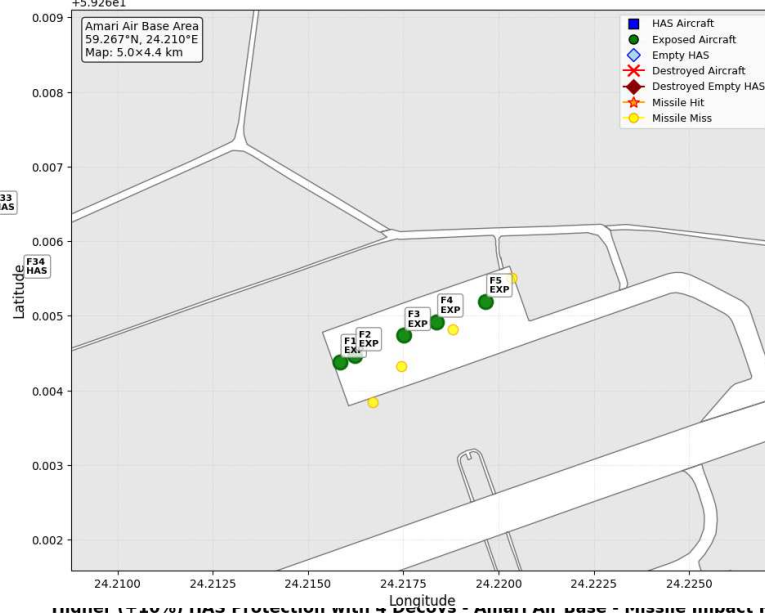 +5.926e1
0.009
Amari Air Base Area
59.267°N, 24.210°E
Map: 5.0×4.4 km
HAS Aircraft
Exposed Aircraft
Empty HAS
Destroyed Aircraft
Destroyed Empty HAS
Missile Hit
Missile Miss
0.008
0.007
33
HAS
0.006
F34
HAS
Latitude
0.005
F5
EXP
F4
EXP
F3
EXP
F2
EXP
F1
EXP
0.004
0.003
0.002
24.2100
24.2125
24.2150
24.2175
24.2200
24.2225
24.2250
Longitude
Higher (+10%) HAS Protection with 4 Decoys - Amari Air Base - Missile Impact